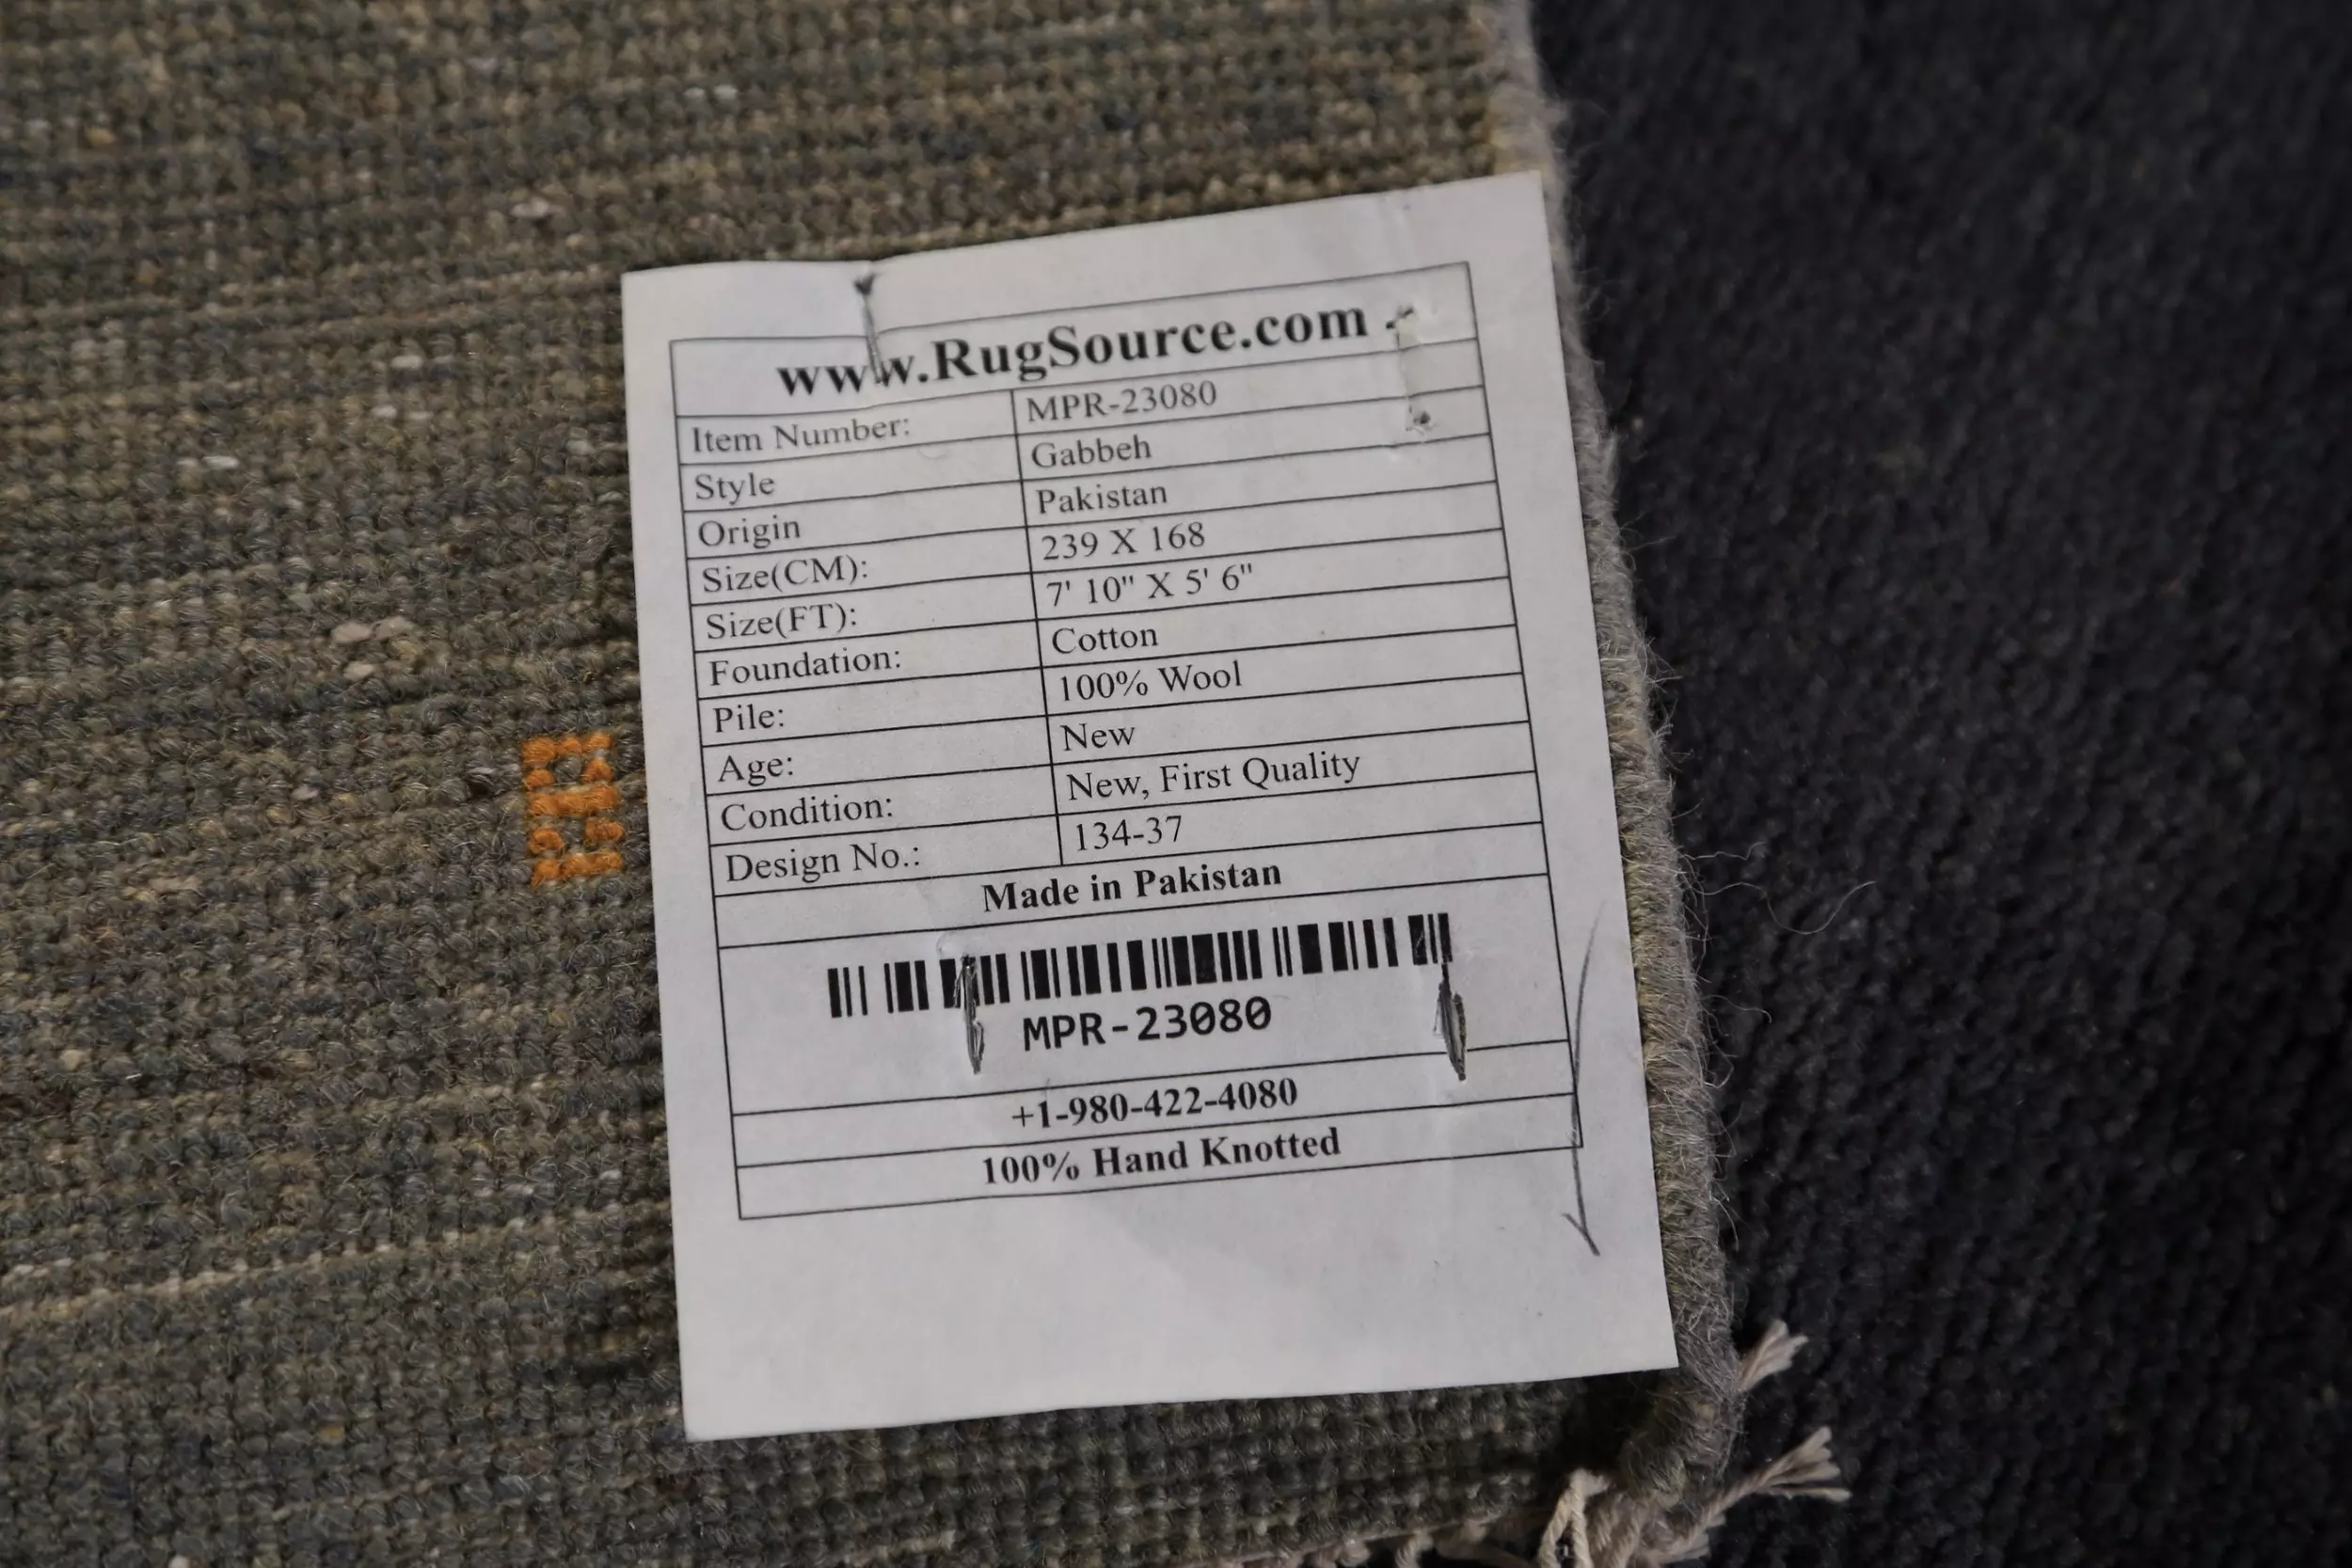 www.RugSource.com
Item Number: MPR-23080
Style Gabbeh
Origin Pakistan
Size(CM): 239 X 168
Size(FT): 7' 10" X 5' 6"
Foundation: Cotton
Pile: 100% Wool
Age: New
Condition: New, First Quality
Design No.: 134-37
Made in Pakistan
MPR-23080
+1-980-422-4080
100% Hand Knotted